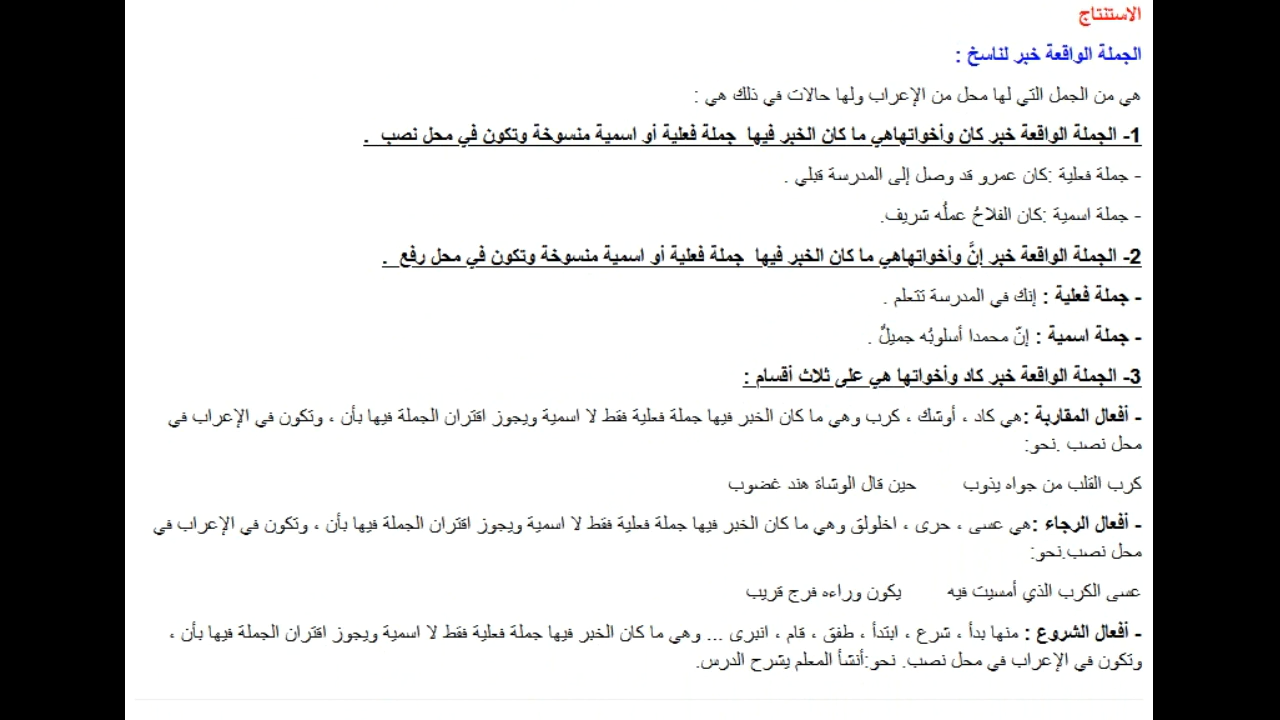 الاستنتاج
الجملة الواقعة خبر لناسخ :
هي من الجمل التي لها محل من الإعراب ولها حالات في ذلك هي :
1- الجملة الواقعة خبر كان وأخواتهاهي ما كان الخبر فيها جملة فعلية أو اسمية منسوخة وتكون في محل نصب .
- جملة فعلية :كان عمرو قد وصل إلى المدرسة قبلي .
- جملة اسمية :كان الفلاحُ عملُه شريف.
2- الجملة الواقعة خبر إنَّ وأخواتهاهي ما كان الخبر فيها جملة فعلية أو اسمية منسوخة وتكون في محل رفع .
- جملة فعلية : إنك في المدرسة تتعلم .
- جملة اسمية : إنّ محمدا أسلوبُه جميلٌ .
3- الجملة الواقعة خبر كاد وأخواتها هي على ثلاث أقسام :
- أفعال المقاربة :هي كاد ، أوشك ، كرب وهي ما كان الخبر فيها جملة فعلية فقط لا اسمية ويجوز اقتران الجملة فيها بأن ، وتكون في الإعراب في
محل نصب .نحو:
كرب القلب من جواه يذوب حين قال الوشاة هند غضوب
- أفعال الرجاء :هي عسى ، حرى ، اخلولق وهي ما كان الخبر فيها جملة فعلية فقط لا اسمية ويجوز اقتران الجملة فيها بأن ، وتكون في الإعراب في
محل نصب.نحو:
عسى الكرب الذي أمسيت فيه يكون وراءه فرج قريب
- أفعال الشروع : منها بدأ ، شرع ، ابتدأ ، طفق ، قام ، انبرى ... وهي ما كان الخبر فيها جملة فعلية فقط لا اسمية ويجوز اقتران الجملة فيها بأن ،
وتكون في الإعراب في محل نصب. نحو:أنشأ المعلم يشرح الدرس.